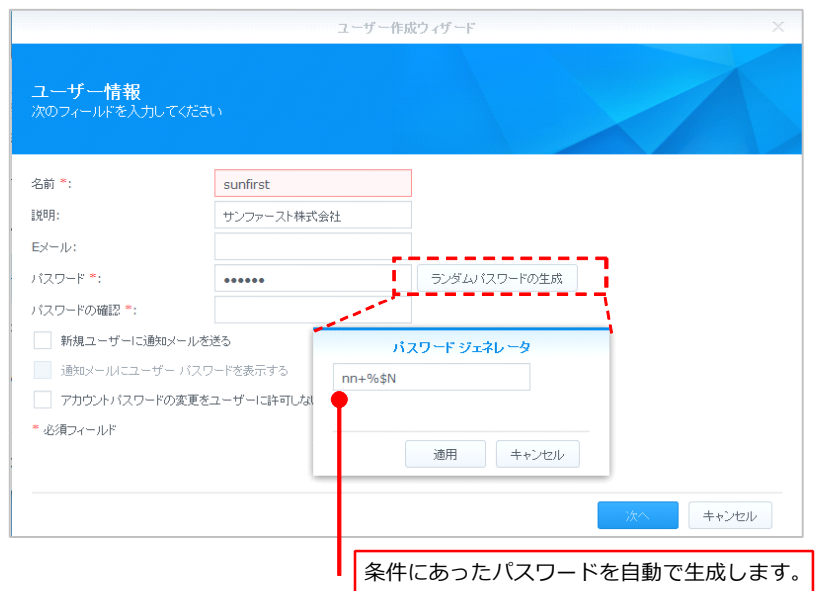 ユーザー作成ウィザード
ユーザー情報
次のフィールドを入力してください
名前 *:
sunfirst
説明:
サンファースト株式会社
Eメール:
パスワード *:
••••••
ランダムパスワードの生成
パスワードの確認 *:
新規ユーザーに通知メールを送る
通知メールにユーザー パスワードを表示する
アカウントパスワードの変更をユーザーに許可しない
* 必須フィールド
パスワード ジェネレータ
nn+%$N
適用
キャンセル
次へ
キャンセル
条件にあったパスワードを自動で生成します。